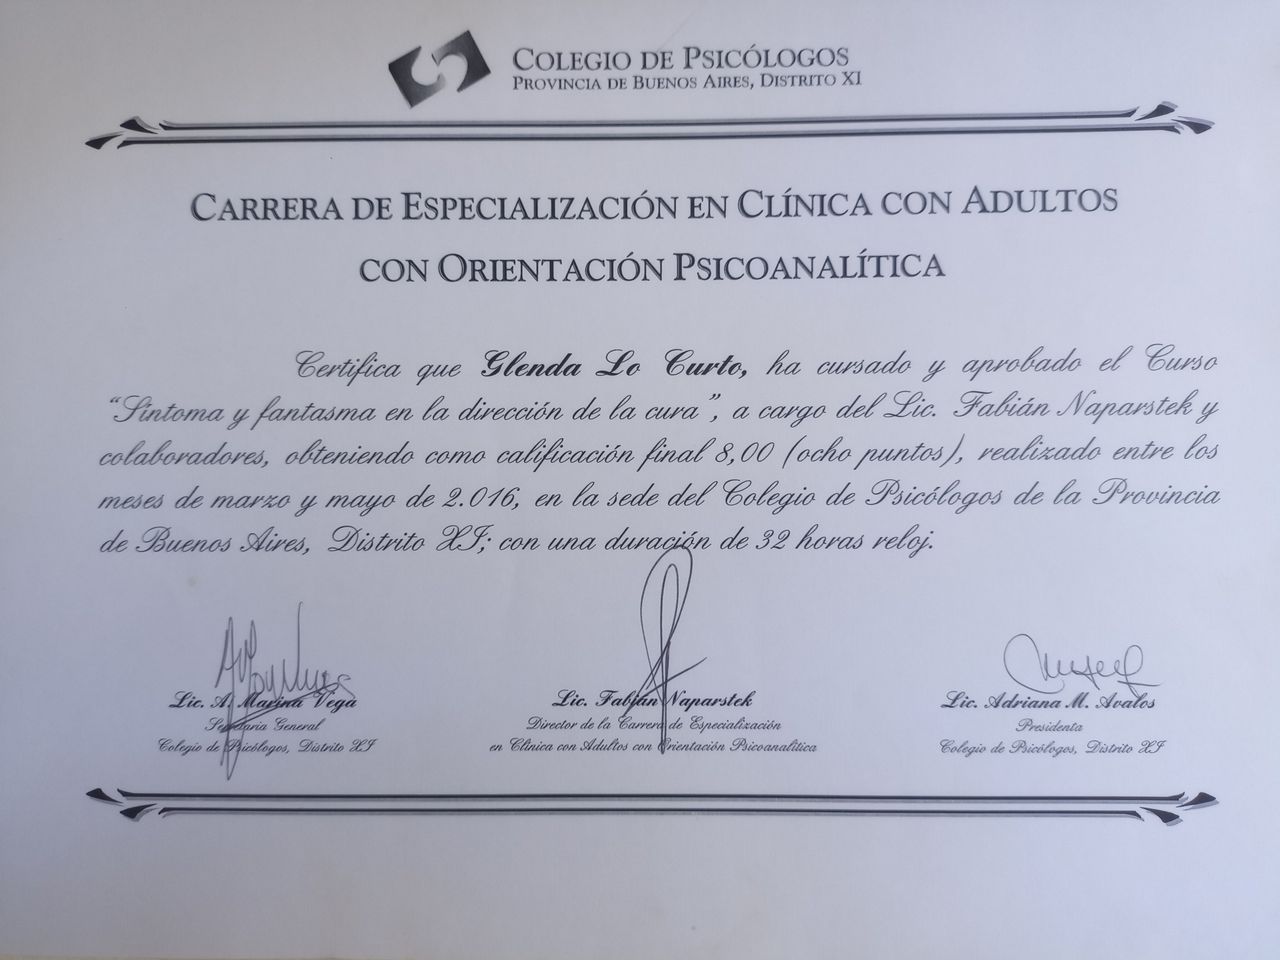 COLEGIO DE PSICÓLOGOS
PROVINCIA DE BUENOS AIRES, DISTRITO XI
CARRERA DE ESPECIALIZACIÓN EN CLÍNICA CON ADULTOS
CON ORIENTACIÓN PSICOANALÍTICA
Certifica que Glenda Lo Curto, ha cursado y aprobado el Curso
“Síntoma y fantasma en la dirección de la cura”, a cargo del Lic. Fabián Naparstek y
colaboradores, obteniendo como calificación final 8,00 (ocho puntos), realizado entre los
meses de marzo y mayo de 2.016, en la sede del Colegio de Psicólogos de la Provincia
de Buenos Aires, Distrito XI; con una duración de 32 horas reloj.
Lic. A. Marina Vega
Secretaria General
Colegio de Psicólogos, Distrito XI
Lic. Fabián Naparstek
Director de la Carrera de Especialización
en Clínica con Adultos con Orientación Psicoanalítica
Lic. Adriana M. Avalos
Presidenta
Colegio de Psicólogos, Distrito XI